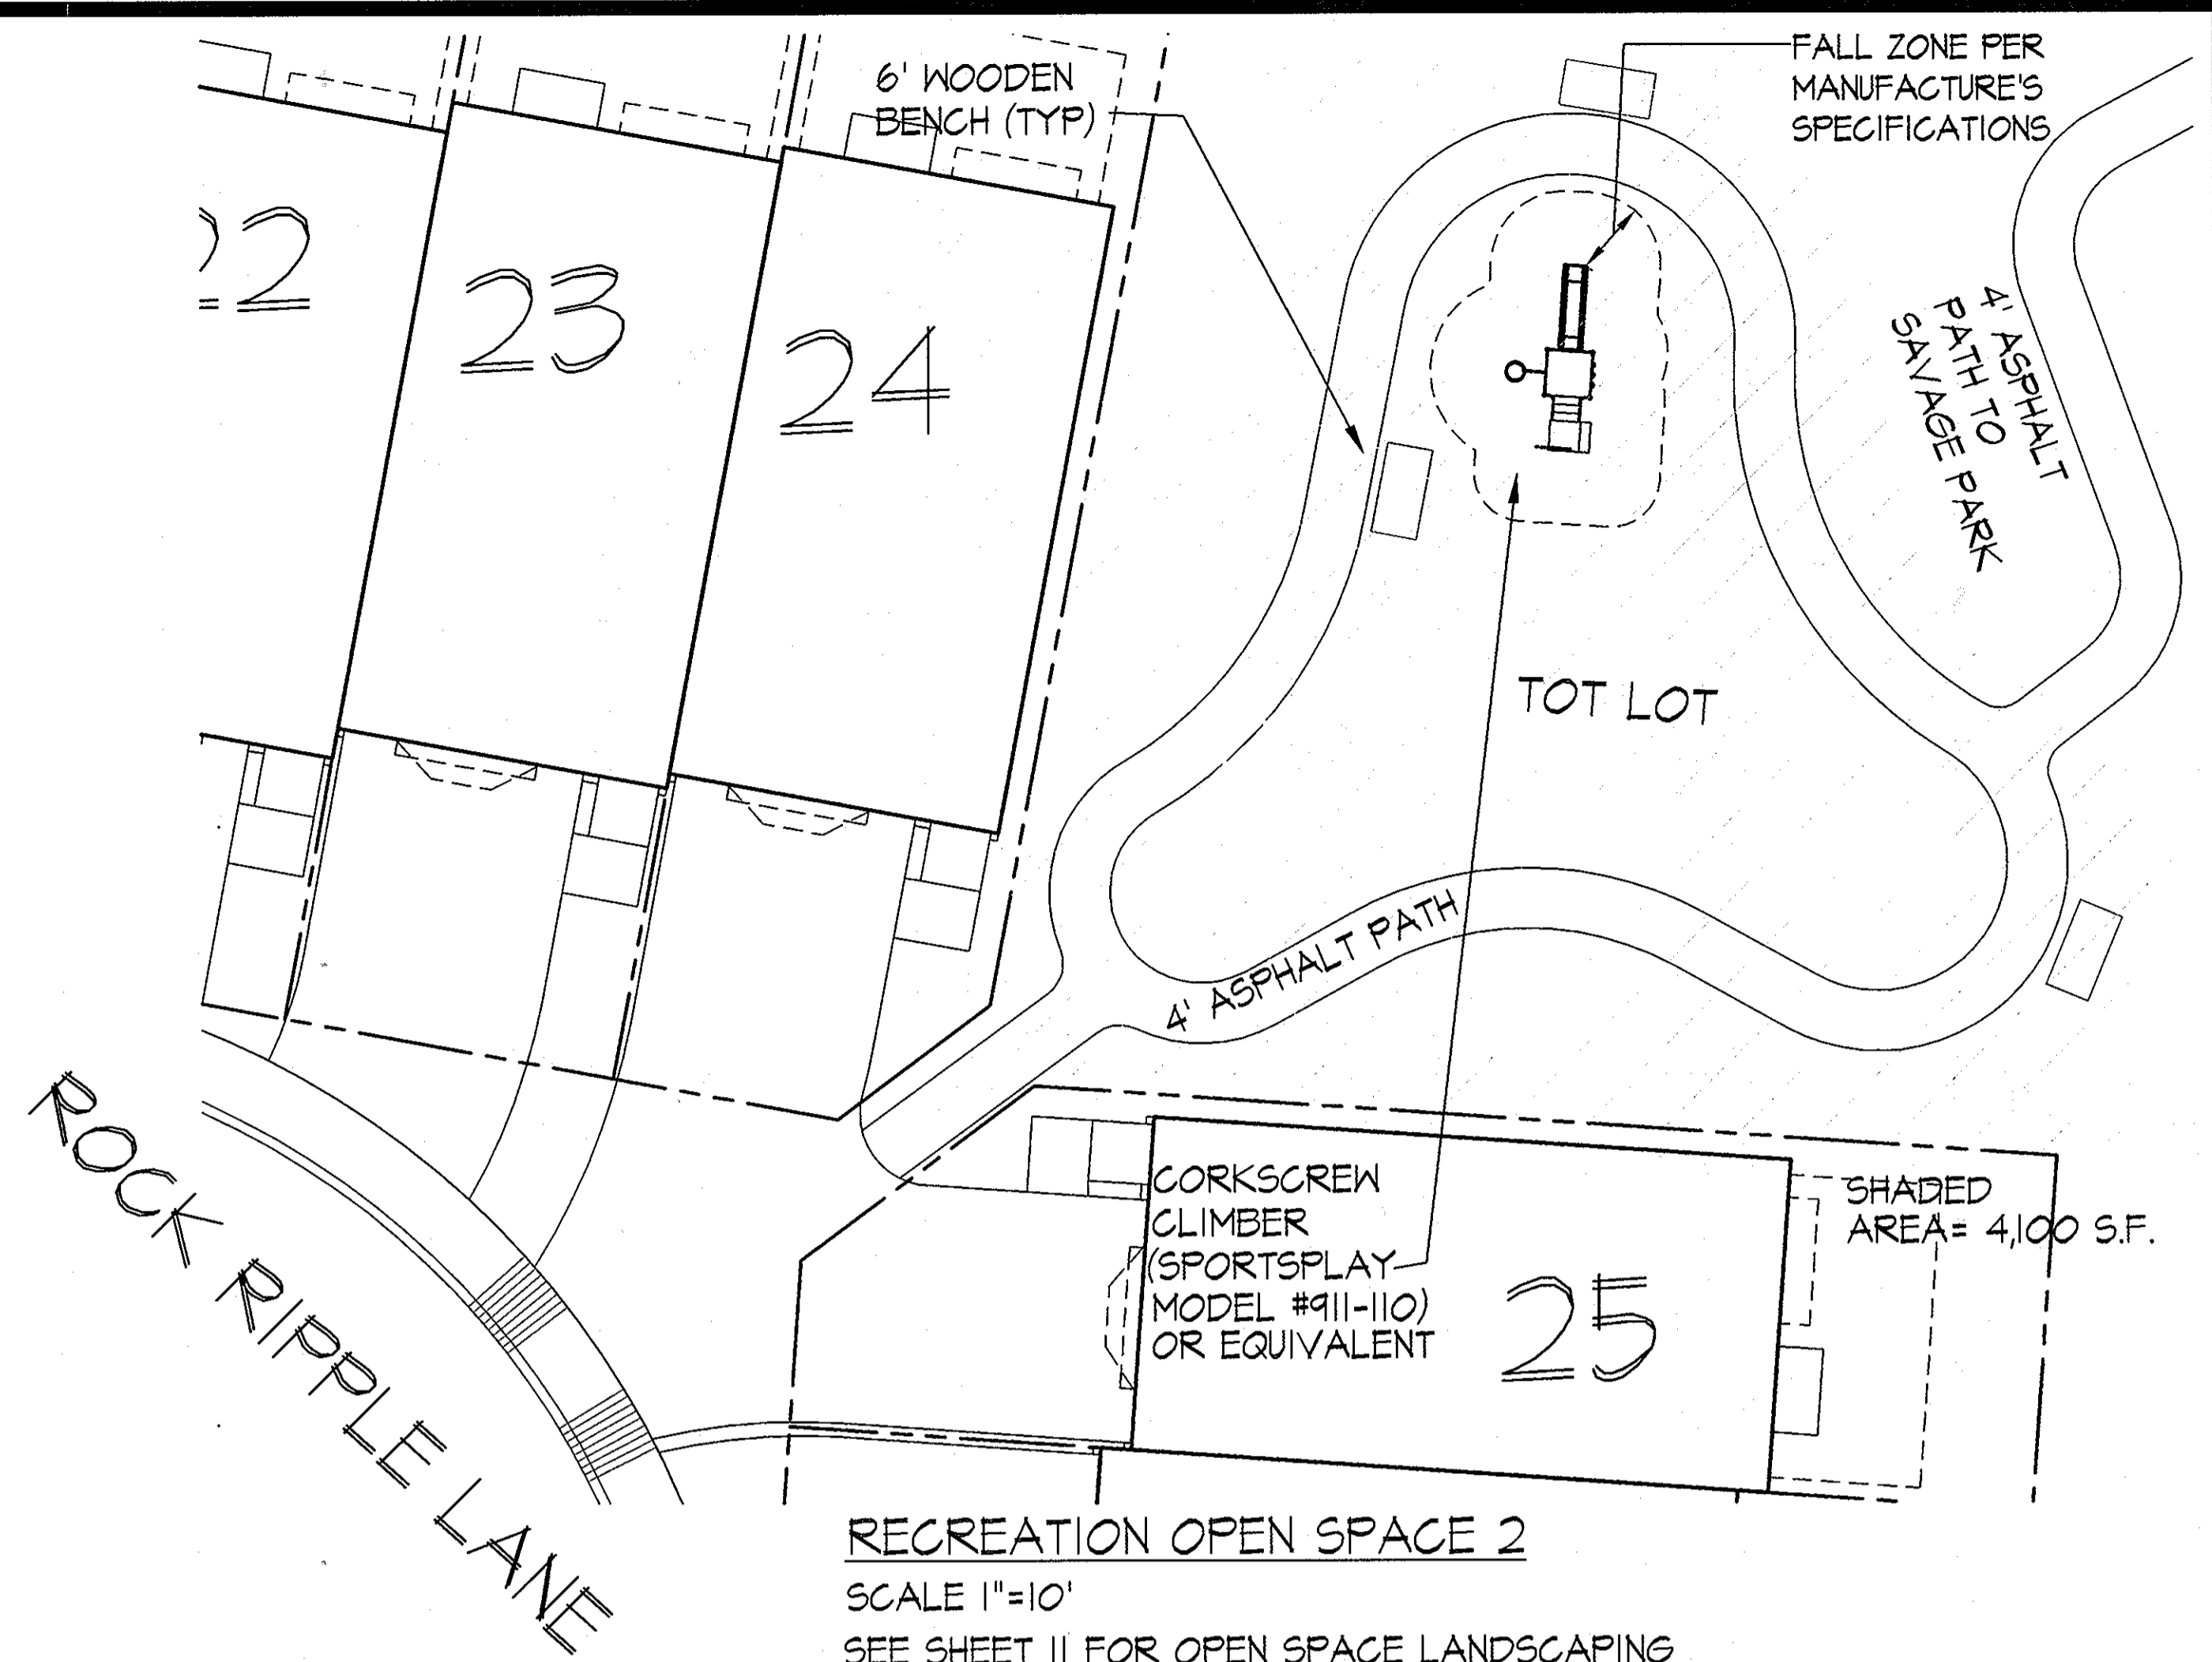 6' WOODEN
BENCH (TYP)
FALL ZONE PER
MANUFACTURE'S
SPECIFICATIONS
22
23
24
4' ASPHALT
PATH TO
SAVAGE PARK
TOT LOT
4' ASPHALT PATH
ROCK RIPPLE LANE
CORKSCREW
CLIMBER
(SPORTSPLAY
MODEL #911-110)
OR EQUIVALENT
25
SHADED
AREA= 4,100 S.F.
RECREATION OPEN SPACE 2
SCALE 1"=10'
SEE SHEET 11 FOR OPEN SPACE LANDSCAPING